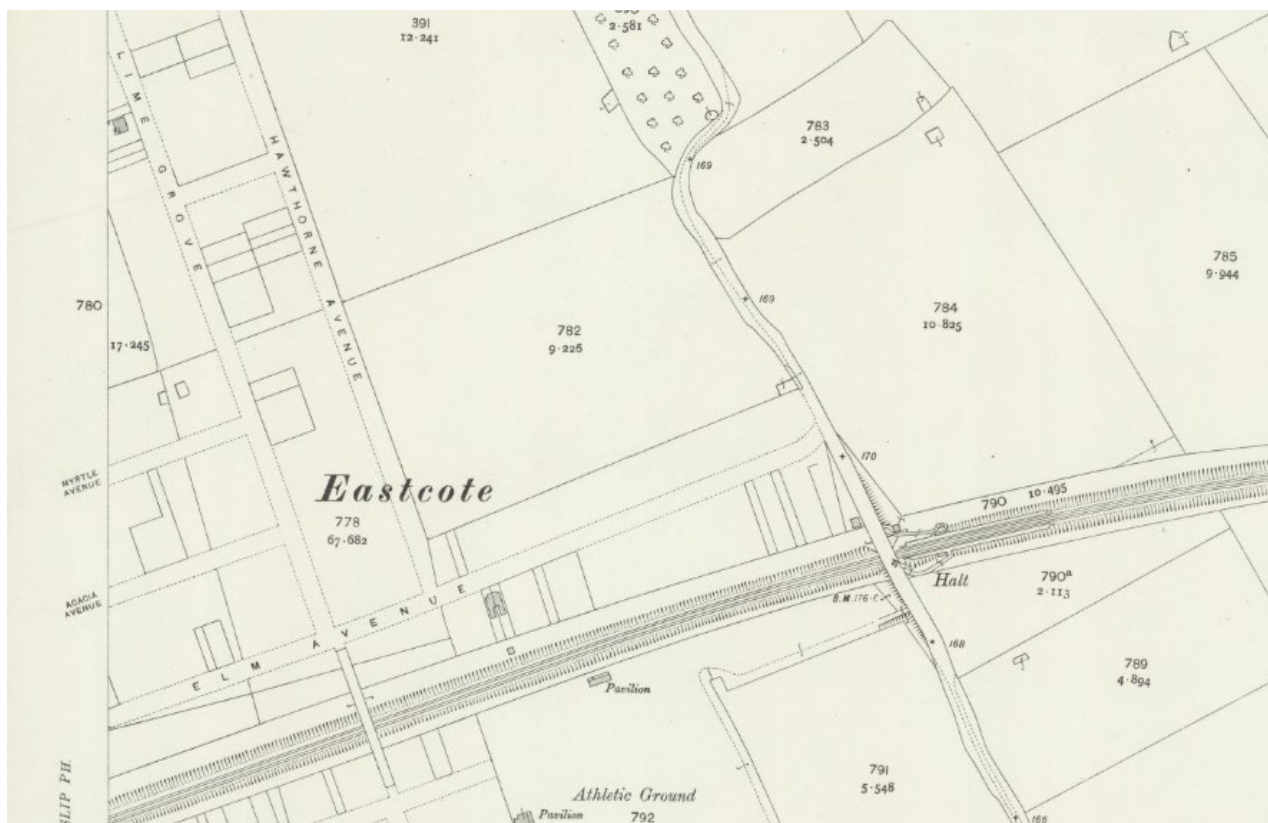 2·581
391
12·241
LIME GROVE
HAWTHORNE AVENUE
783
2·504
169
785
9·944
780
17·245
782
9·226
169
784
10·825
MYRTLE
AVENUE
Eastcote
778
67·682
170
790 10·495
ACACIA
AVENUE
ELM AVENUE
Halt
790a
2·113
B.M.176·
168
789
4·894
Pavilion
791
5·548
Athletic Ground
Pavilion
792
166
SLIP PH.